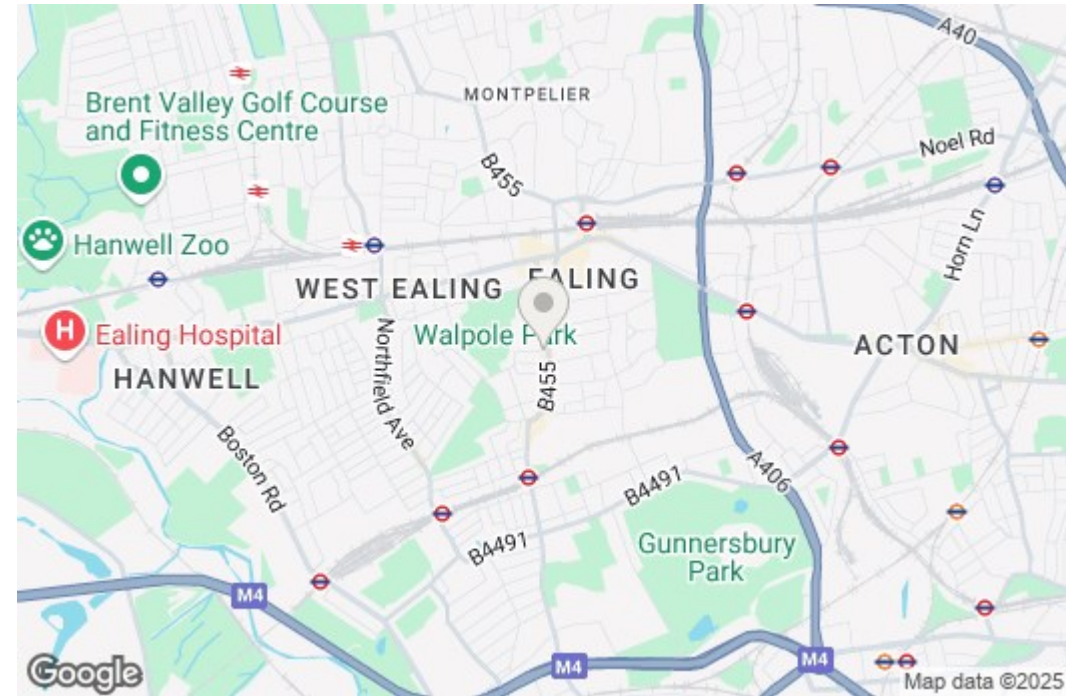 A40
MONTPELIER
Brent Valley Golf Course
and Fitness Centre
Noel Rd
B455
Horn Ln
Hanwell Zoo
WEST EALING
EALING
H
Ealing Hospital
Walpole Park
ACTON
HANWELL
Northfield Ave
B455
Boston Rd
A406
B4491
B4491
Gunnersbury
Park
M4
M4
M4
Google
Map data ©2025